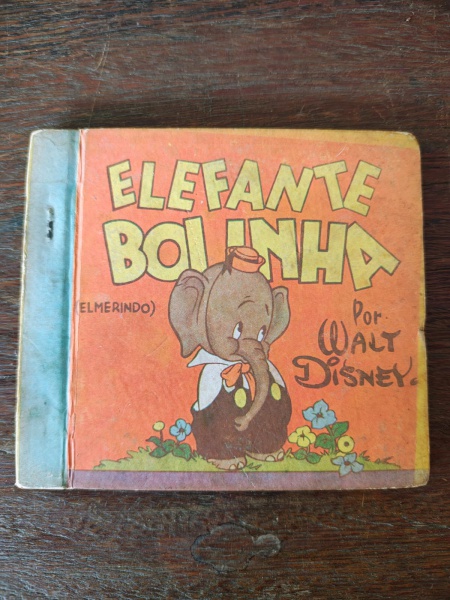 ELEFANTE
BOLINHA
(ELMERINDO)
Por
WALT
DISNEY